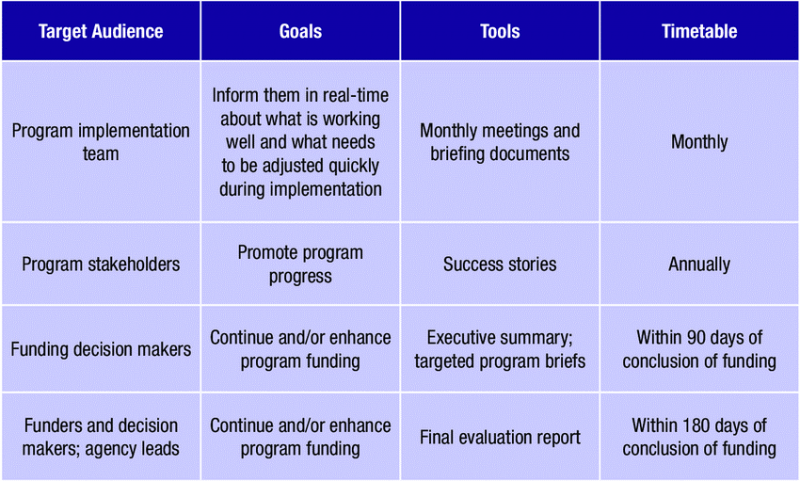 Target Audience
Goals
Tools
Timetable
Program implementation
team
Inform them in real-time
about what is working
well and what needs
to be adjusted quickly
during implementation
Monthly meetings and
briefing documents
Monthly
Program stakeholders
Promote program
progress
Success stories
Annually
Funding decision makers
Continue and/or enhance
program funding
Executive summary;
targeted program briefs
Within 90 days of
conclusion of funding
Funders and decision
makers; agency leads
Continue and/or enhance
program funding
Final evaluation report
Within 180 days of
conclusion of funding